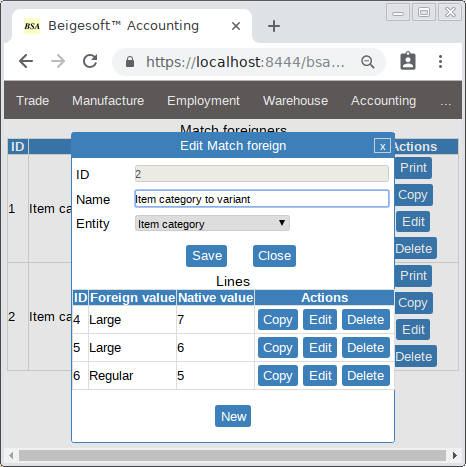 BSA Beigesoft™ Accounting
https://localhost:8444/bsa...
Trade Manufacture Employment Warehouse Accounting ...
Match foreigners
ID Actions
1 Item ca Print
Copy
Edit
Delete
2 Item ca Print
Copy
Edit
Delete
Edit Match foreign x
ID 2
Name Item category to variant
Entity Item category
Save Close
Lines
ID Foreign value Native value Actions
4 Large 7 Copy Edit Delete
5 Large 6 Copy Edit Delete
6 Regular 5 Copy Edit Delete
New